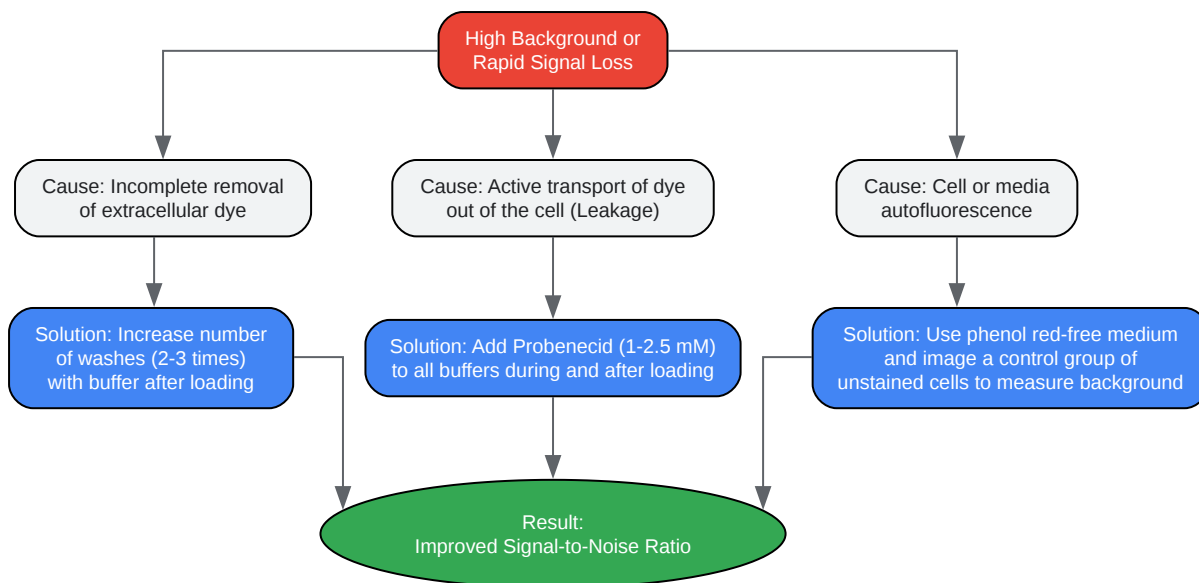 High Background or
Rapid Signal Loss
Cause: Incomplete removal
of extracellular dye
Cause: Active transport of dye
out of the cell (Leakage)
Cause: Cell or media
autofluorescence
Solution: Increase number
of washes (2-3 times)
with buffer after loading
Solution: Add Probenecid (1-2.5 mM)
to all buffers during and after loading
Solution: Use phenol red-free medium
and image a control group of
unstained cells to measure background
Result:
Improved Signal-to-Noise Ratio